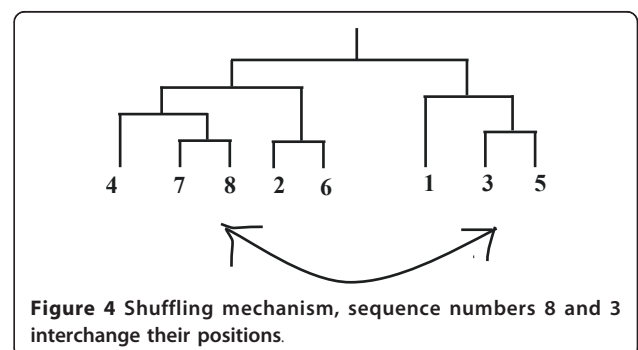 4 7 8 2 6 1 3 5
Figure 4 Shuffling mechanism, sequence numbers 8 and 3
interchange their positions.